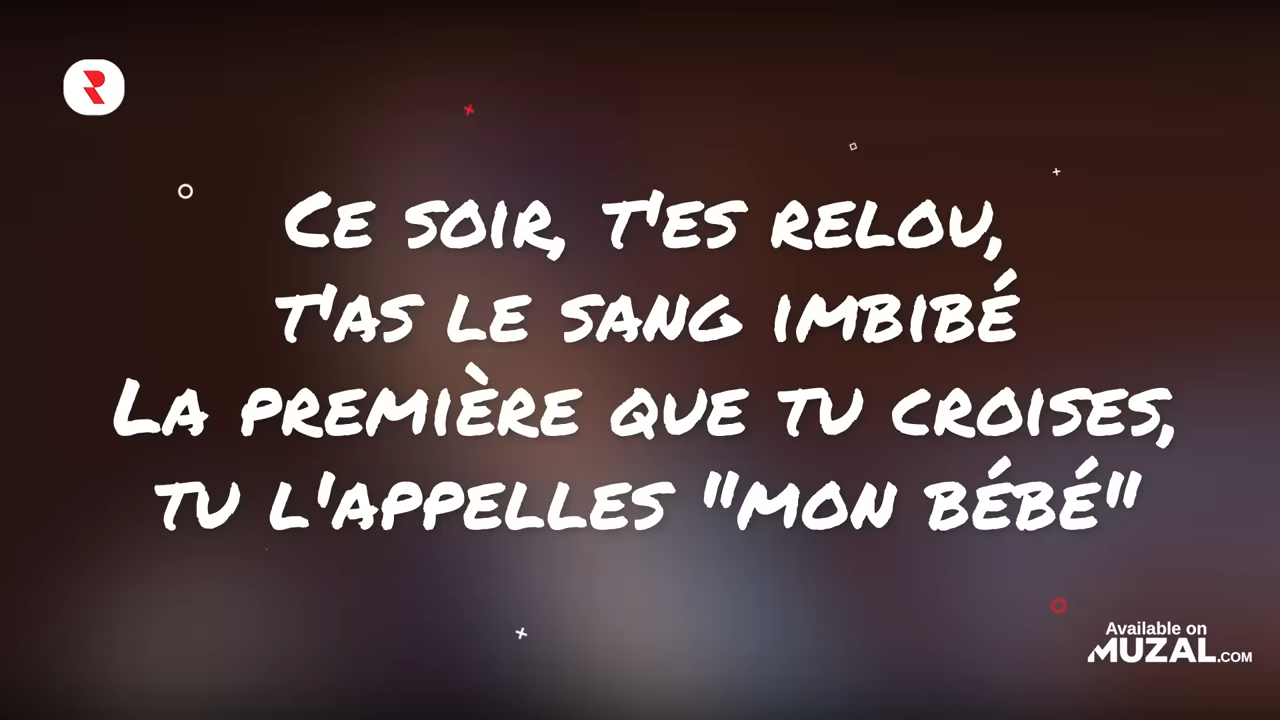 Ce soir, t'es relou,
t'as le sang imbibé
La première que tu croises,
tu l'appelles "mon bébé"
Available on
MUZAL.COM